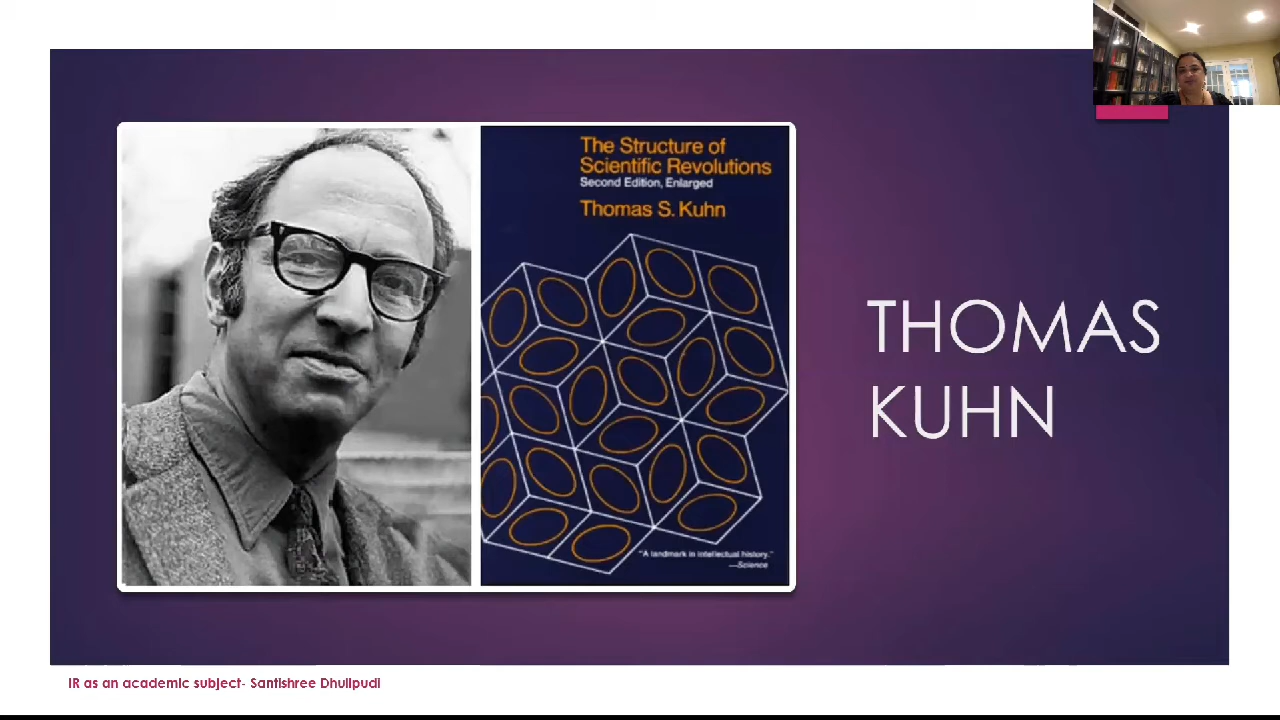 The Structure of
Scientific Revolutions
Second Edition, Enlarged
Thomas S. Kuhn
"A landmark in intellectual history."
—Science
THOMAS
KUHN
IR as an academic subject- Santishree Dhulipudi